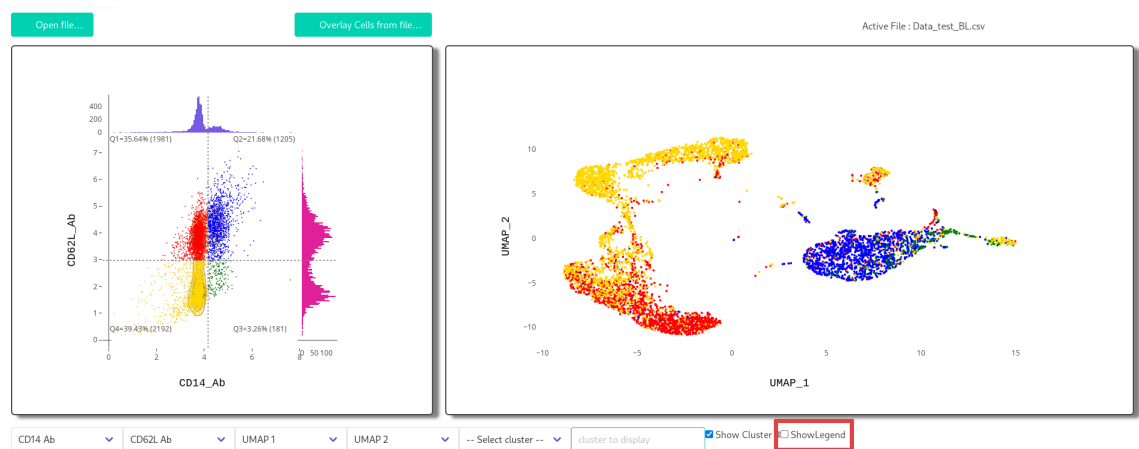 Open file...
Overlay Cells from file...
Active File : Data_test_BL.csv
400
200
0
Q1=35.64% (1981)
Q2=21.68% (1205)
7
6
5
4
3
2
1
0
CD62L_Ab
Q4=39.43% (2192)
Q3=3.26% (181)
0
2
4
6
8
0
50
100
CD14_Ab
10
5
0
−5
−10
UMAP_2
−10
−5
0
5
10
15
UMAP_1
CD14 Ab
CD62L Ab
UMAP 1
UMAP 2
-- Select cluster --
cluster to display
Show Cluster
ShowLegend